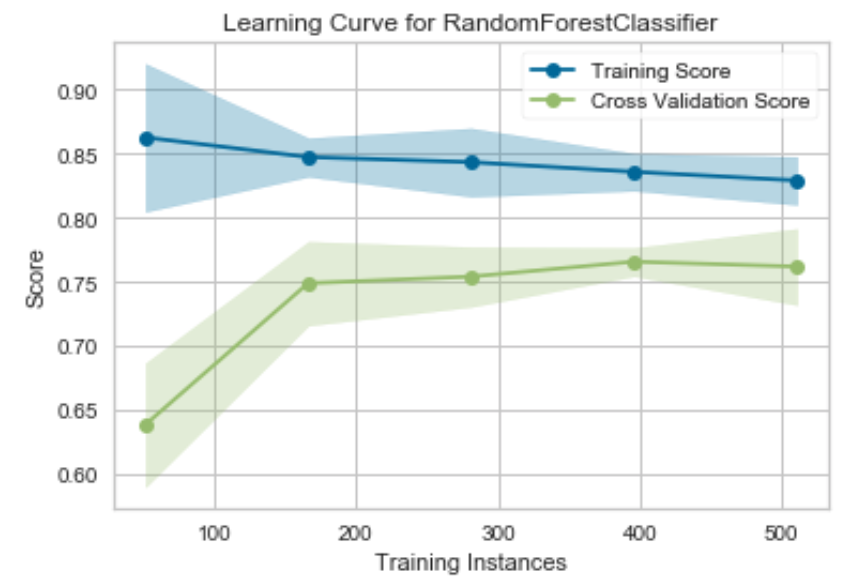 Learning Curve for RandomForestClassifier
Training Score
Cross Validation Score
Score
0.90
0.85
0.80
0.75
0.70
0.65
0.60
100 200 300 400 500
Training Instances